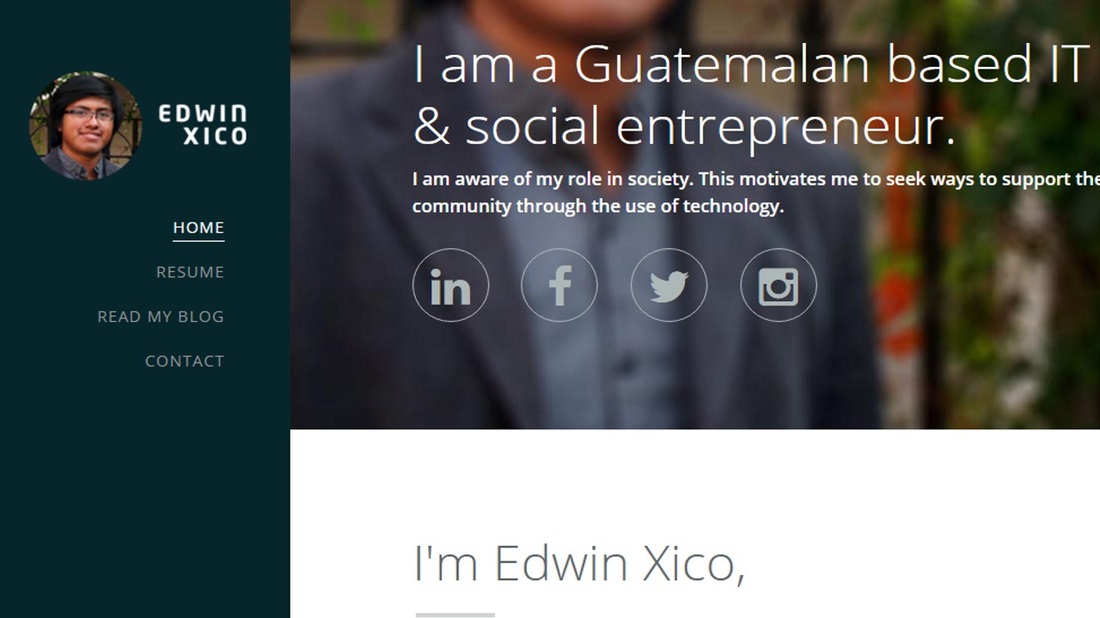 EDWIN
XICO
HOME
RESUME
READ MY BLOG
CONTACT
I am a Guatemalan based IT
& social entrepreneur.
I am aware of my role in society. This motivates me to seek ways to support the
community through the use of technology.
in
f
I'm Edwin Xico,